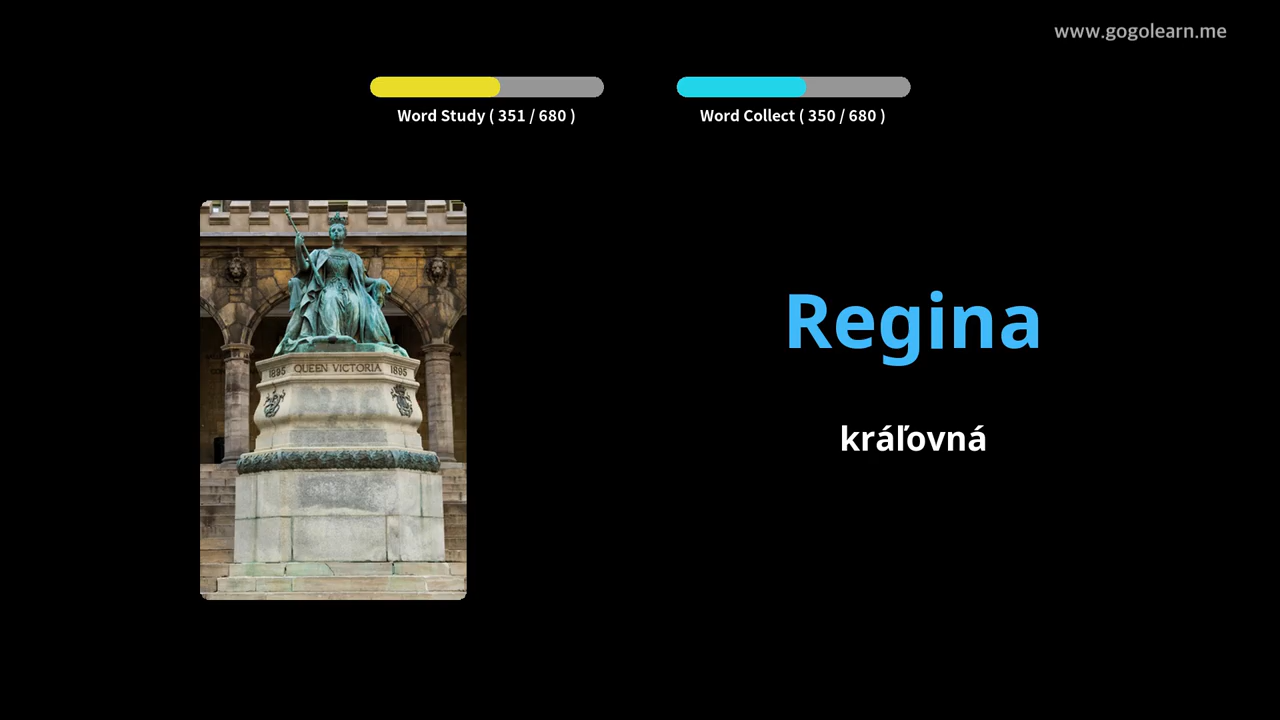 www.gogolearn.me
Word Study ( 351 / 680 )
Word Collect ( 350 / 680 )
1895 QUEEN VICTORIA 1895
Regina
kráľovná